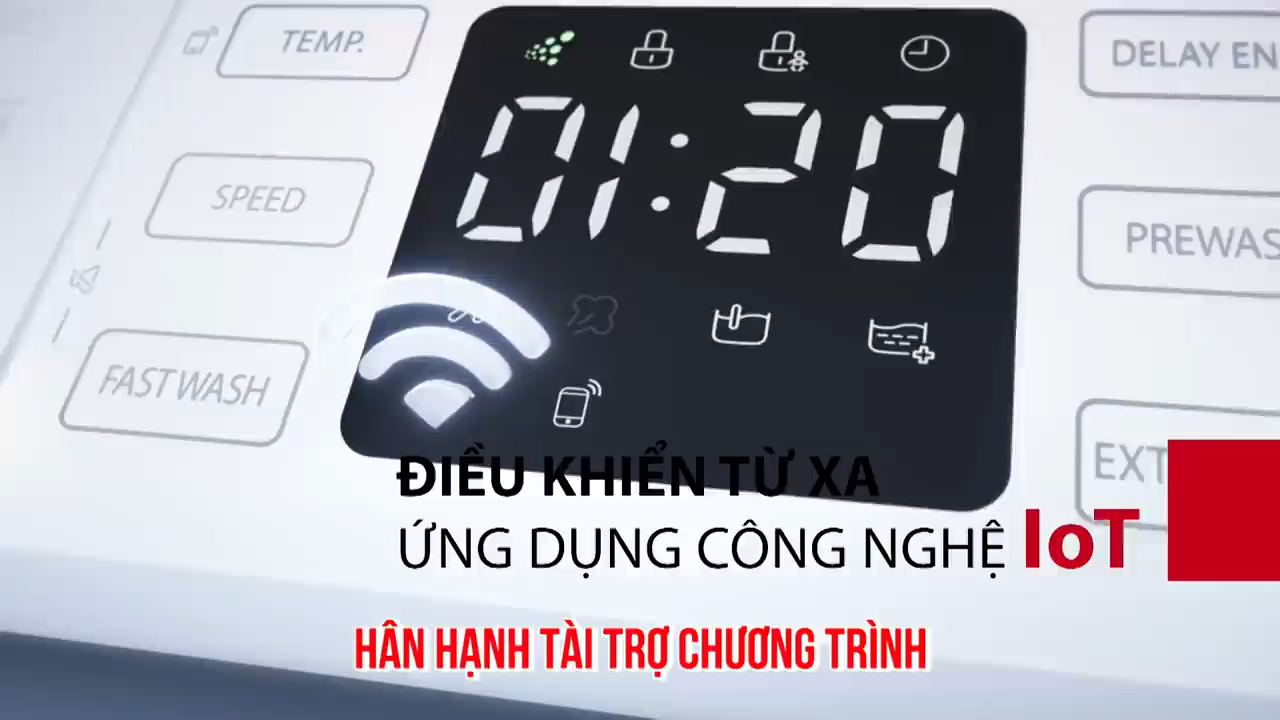 TEMP.
DELAY EN
01:20
SPEED
PREWAS
FAST WASH
EXT
ĐIỀU KHIỂN TỪ XA
ỨNG DỤNG CÔNG NGHỆ IoT
HÂN HẠNH TÀI TRỢ CHƯƠNG TRÌNH